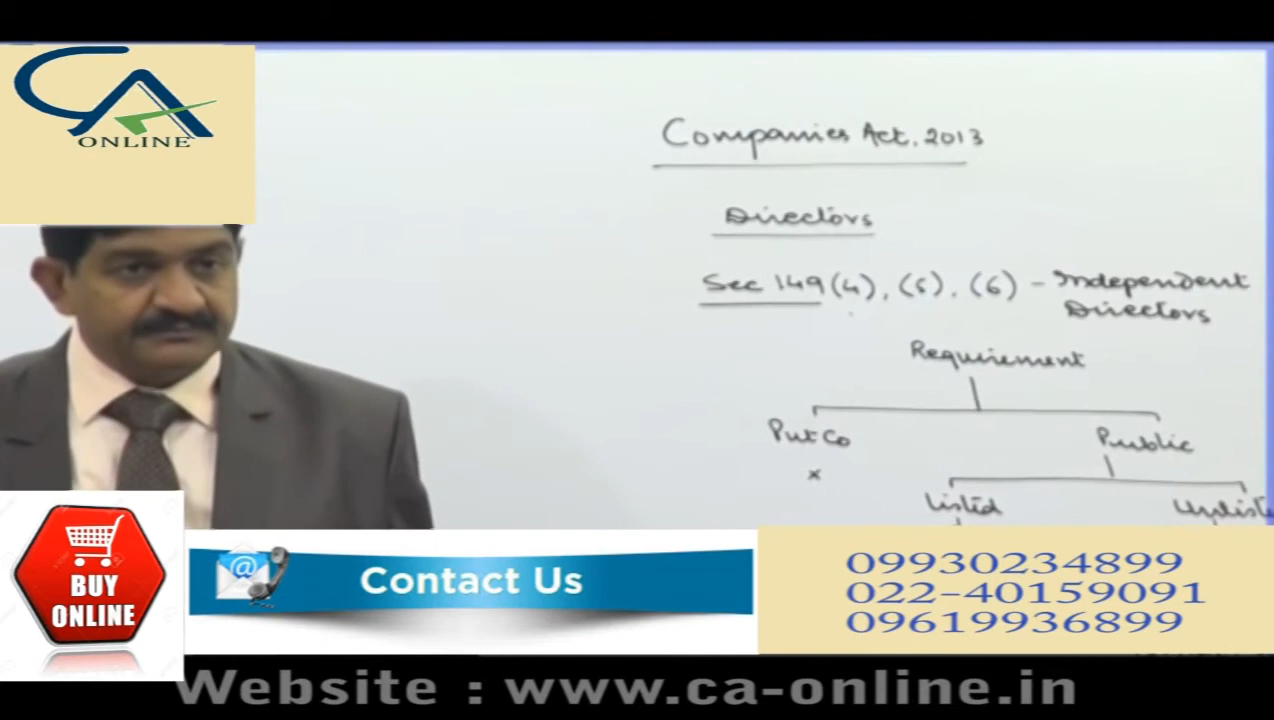 CA
ONLINE
Companies Act, 2013
Directors
Sec 149 (4), (5), (6) - Independent
Directors
Requirement
Pvt Co
Public
x
Listed
Unliste
BUY
ONLINE
@
Contact Us
09930234899
022-40159091
09619936899
Website : www.ca-online.in